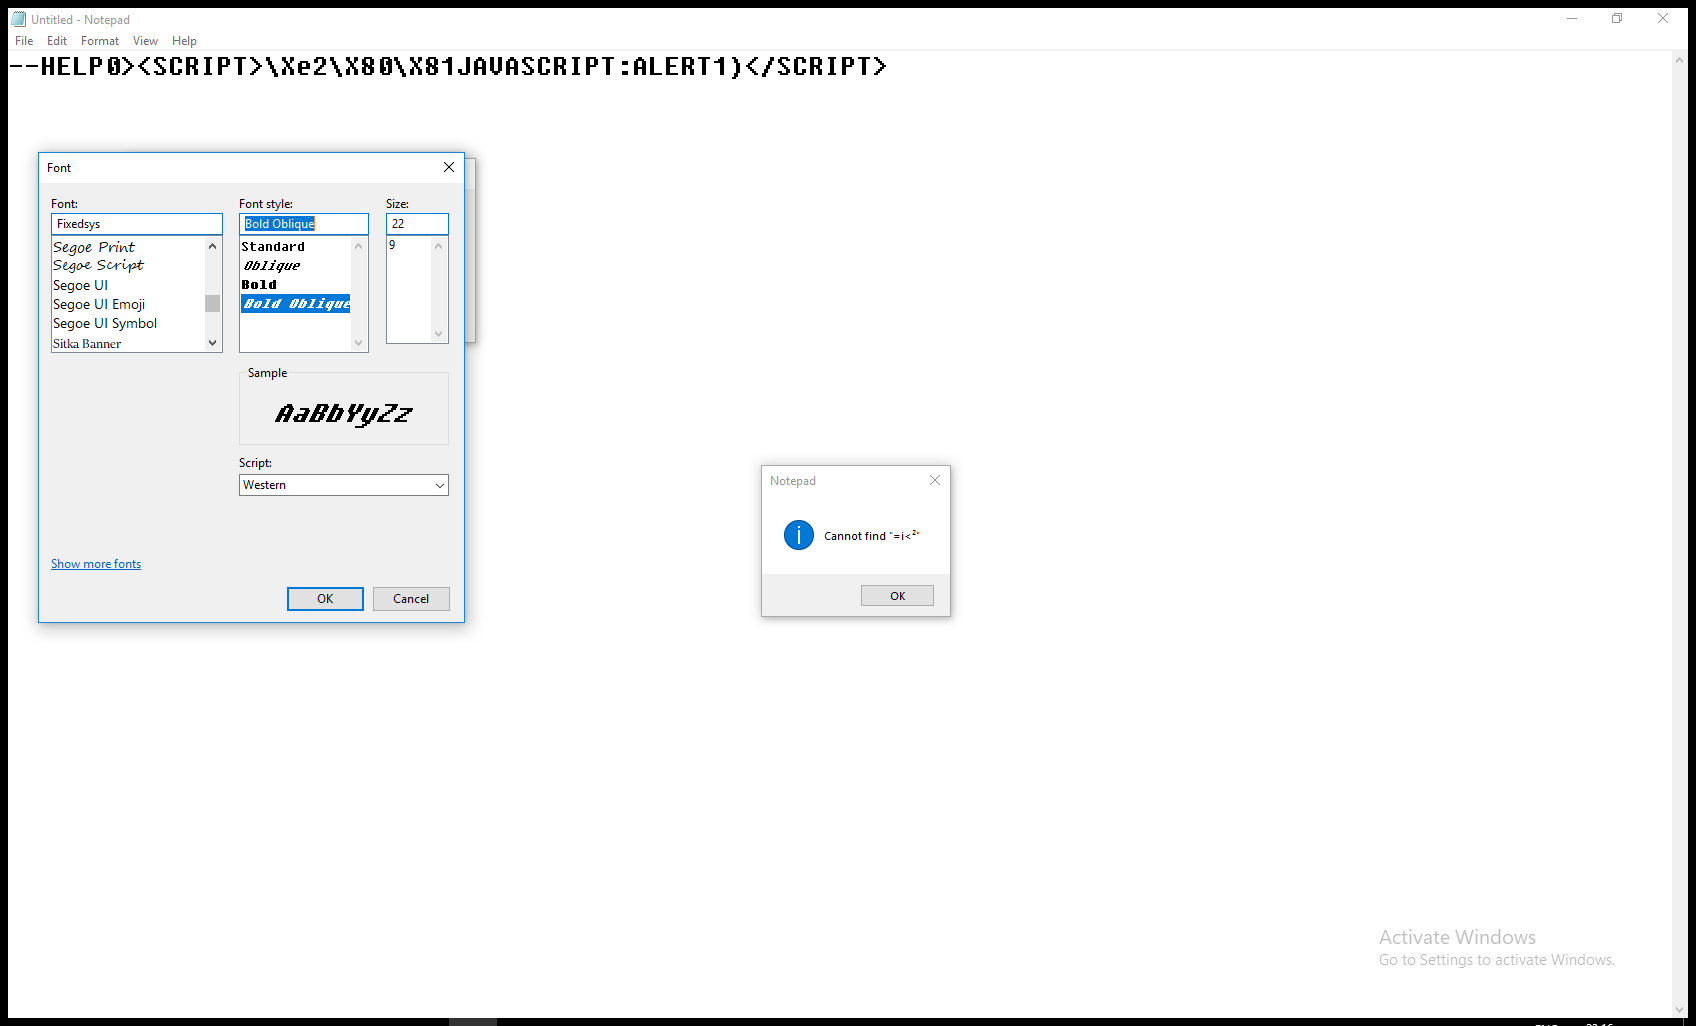 Untitled - Notepad
File Edit Format View Help
--HELP0><SCRIPT>\Xe2\X80\X81JAVASCRIPT:ALERT1)</SCRIPT>
Font
Font: Font style: Size:
Fixedsys Bold Oblique 22
Segoe Print
Segoe Script
Segoe UI
Segoe UI Emoji
Segoe UI Symbol
Sitka Banner
Standard
Oblique
Bold
Bold Oblique
9
Sample
AaBbYyZz
Script:
Western
Show more fonts
OK Cancel
Notepad
Cannot find "=i<²"
OK
Activate Windows
Go to Settings to activate Windows.